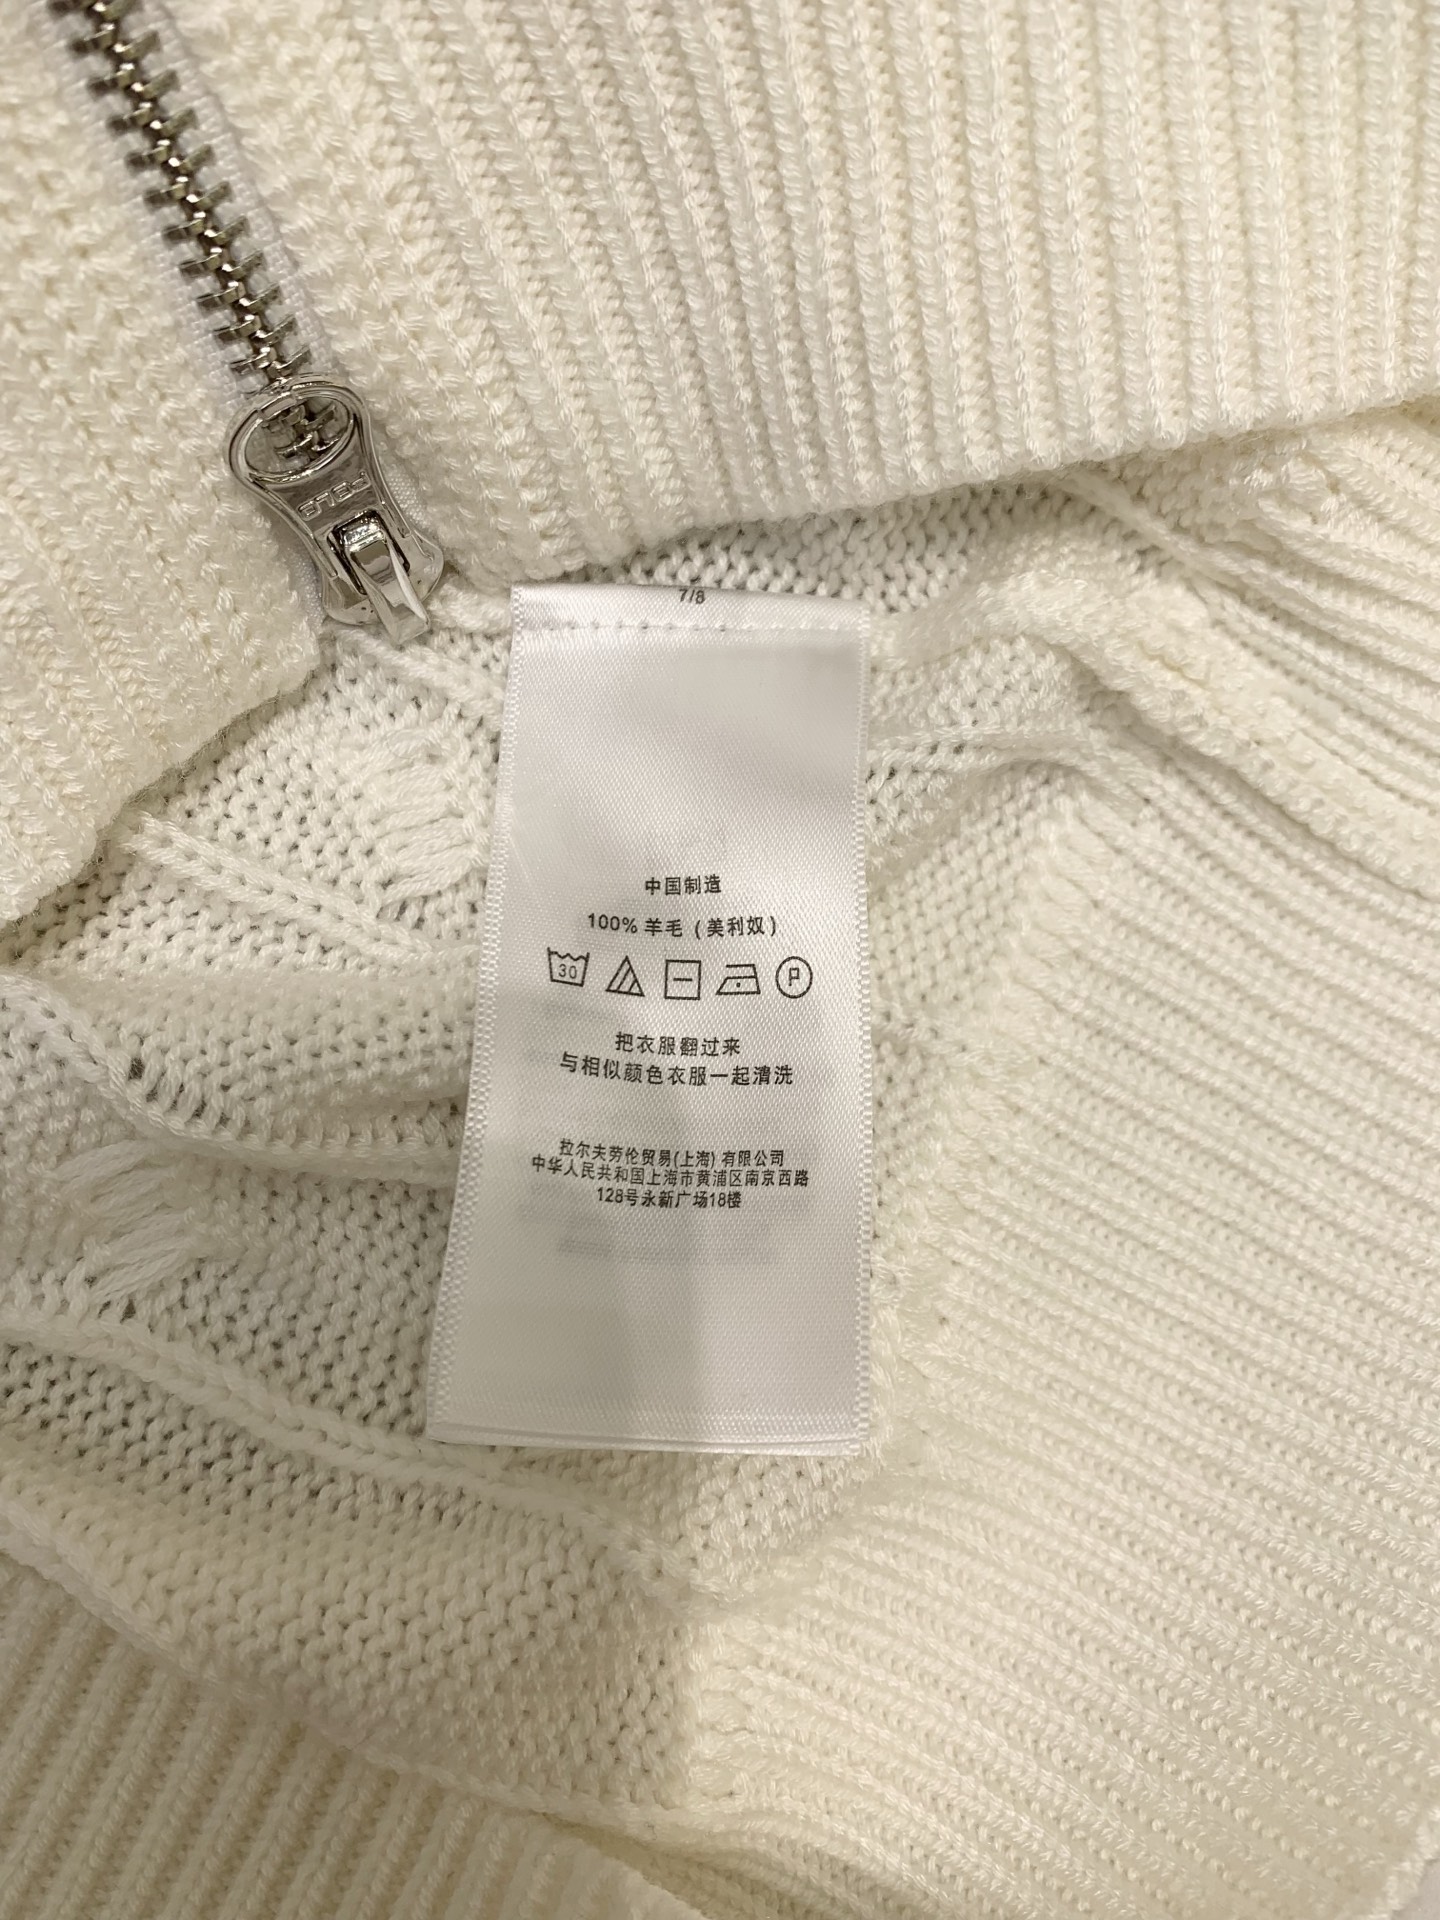 POLO
7/8
中国制造
100% 羊毛 (美利奴)
30 P
把衣服翻过来
与相似颜色衣服一起清洗
拉尔夫劳伦贸易(上海) 有限公司
中华人民共和国上海市黄浦区南京西路
128号永新广场18楼